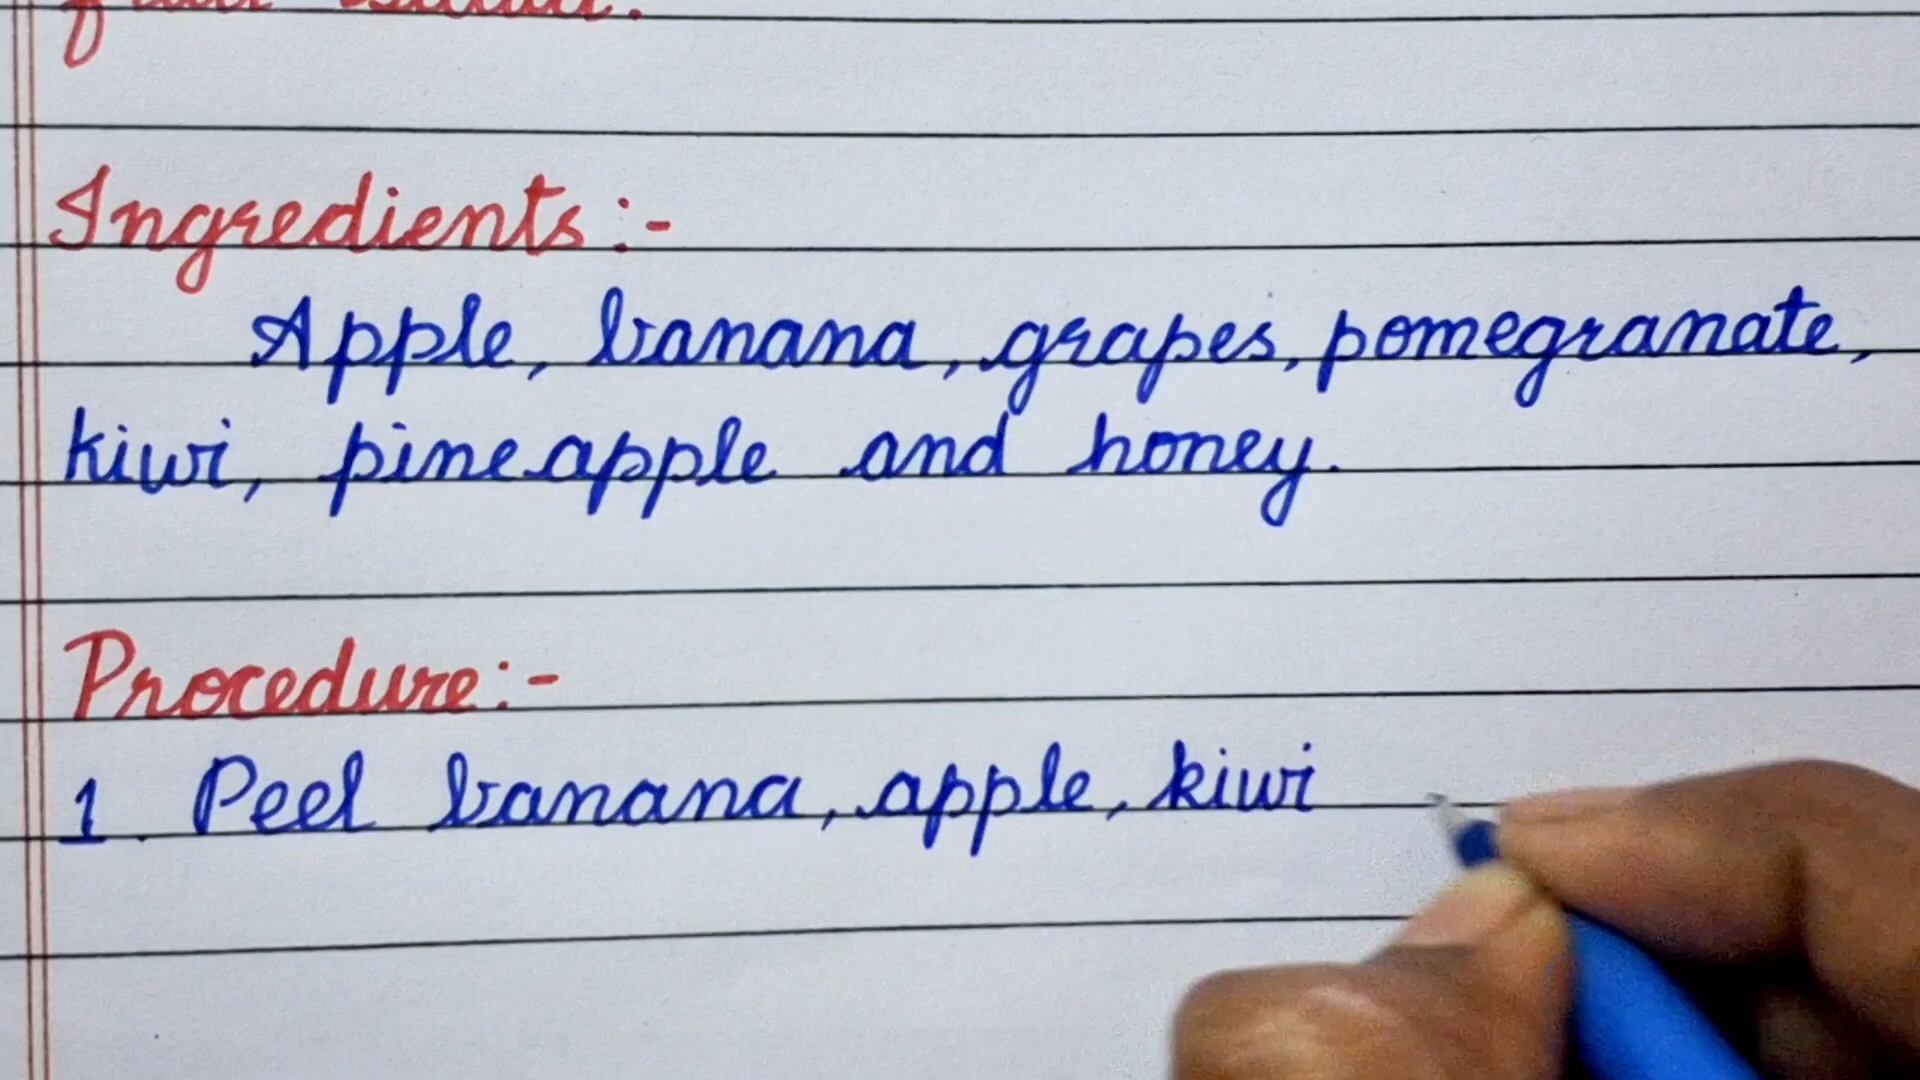 Ingredients:-
Apple, banana, grapes, pomegranate,
kiwi, pineapple and honey.
Procedure:-
1. Peel banana, apple, kiwi